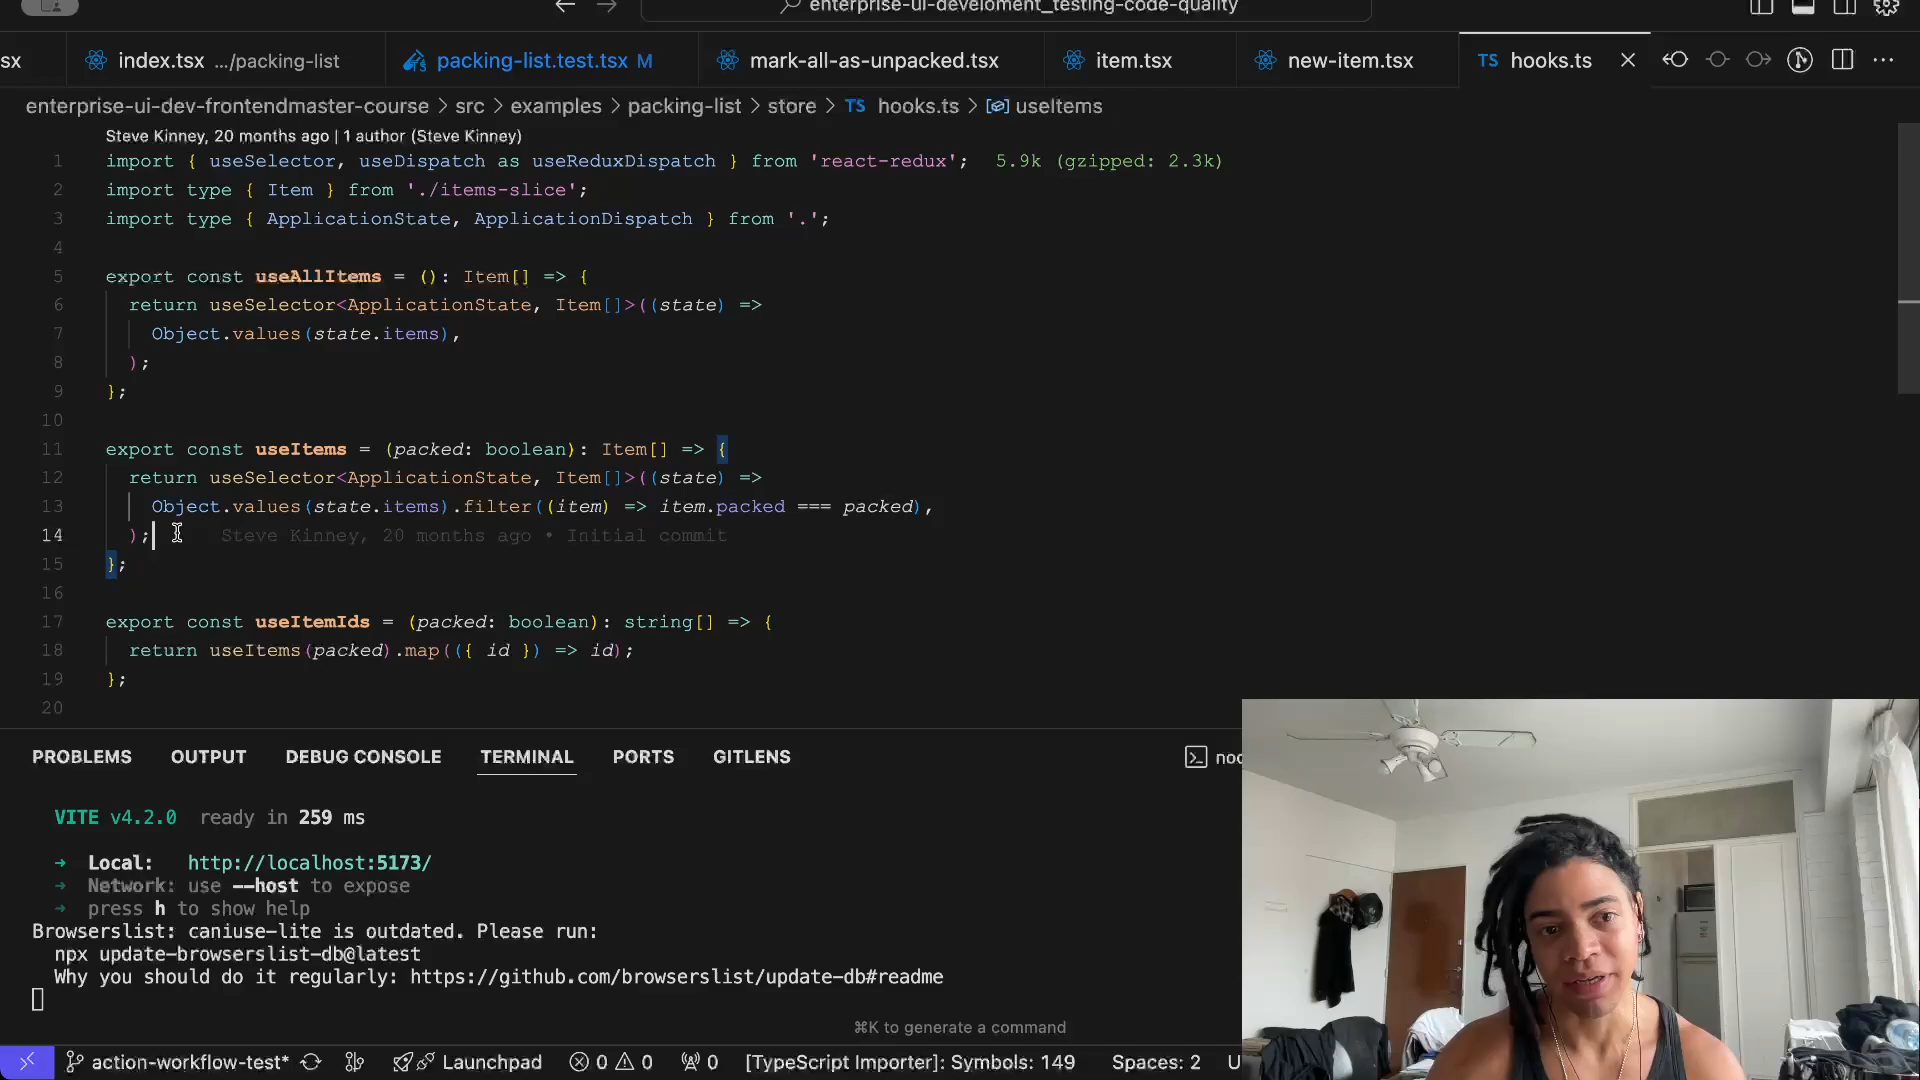 enterprise-ui-develoment_testing-code-quality
sx
index.tsx .../packing-list
packing-list.test.tsx M
mark-all-as-unpacked.tsx
item.tsx
new-item.tsx
TS hooks.ts
enterprise-ui-dev-frontendmaster-course > src > examples > packing-list > store > TS hooks.ts > useItems
Steve Kinney, 20 months ago | 1 author (Steve Kinney)
1 import { useSelector, useDispatch as useReduxDispatch } from 'react-redux'; 5.9k (gzipped: 2.3k)
2 import type { Item } from './items-slice';
3 import type { ApplicationState, ApplicationDispatch } from '.';
4
5 export const useAllItems = (): Item[] => {
6 return useSelector<ApplicationState, Item[]>((state) =>
7 Object.values(state.items),
8 );
9 };
10
11 export const useItems = (packed: boolean): Item[] => {
12 return useSelector<ApplicationState, Item[]>((state) =>
13 Object.values(state.items).filter((item) => item.packed === packed),
14 ); Steve Kinney, 20 months ago • Initial commit
15 };
16
17 export const useItemIds = (packed: boolean): string[] => {
18 return useItems(packed).map(({ id }) => id);
19 };
20
PROBLEMS OUTPUT DEBUG CONSOLE TERMINAL PORTS GITLENS
VITE v4.2.0 ready in 259 ms
➜ Local: http://localhost:5173/
➜ Network: use --host to expose
➜ press h to show help
Browserslist: caniuse-lite is outdated. Please run:
npx update-browserslist-db@latest
Why you should do it regularly: https://github.com/browserslist/update-db#readme
⌘K to generate a command
action-workflow-test* Launchpad 0 0 0 [TypeScript Importer]: Symbols: 149 Spaces: 2